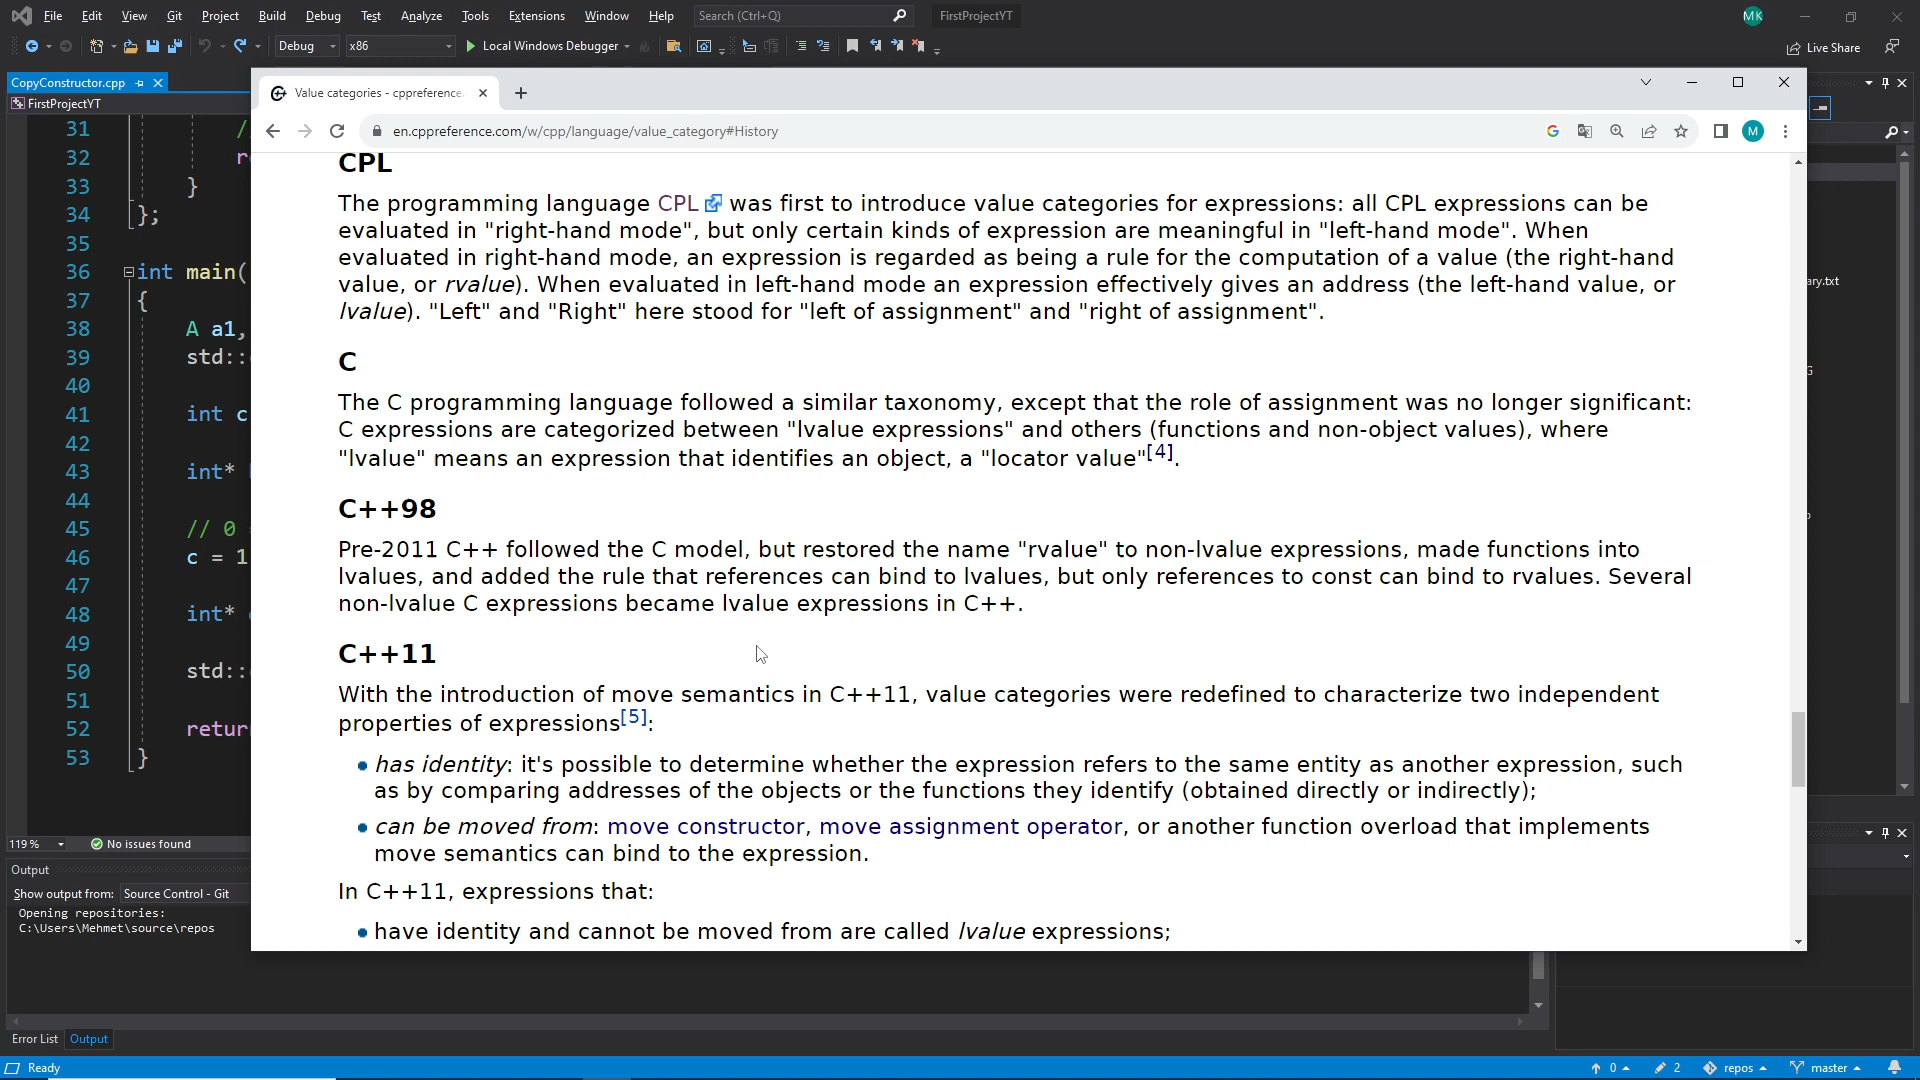 File Edit View Git Project Build Debug Test Analyze Tools Extensions Window Help Search (Ctrl+Q) FirstProjectYT MK
Debug x86 Local Windows Debugger Live Share
CopyConstructor.cpp
FirstProjectYT
Value categories - cppreference.
en.cppreference.com/w/cpp/language/value_category#History M
31 //
32 r
33 }
34 };
35
36 int main(
37 {
38 A a1,
39 std::
40
41 int c
42
43 int*
44
45 // 0
46 c = 1
47
48 int*
49
50 std::
51
52 retur
53 }
CPL
The programming language CPL was first to introduce value categories for expressions: all CPL expressions can be
evaluated in "right-hand mode", but only certain kinds of expression are meaningful in "left-hand mode". When
evaluated in right-hand mode, an expression is regarded as being a rule for the computation of a value (the right-hand
value, or rvalue). When evaluated in left-hand mode an expression effectively gives an address (the left-hand value, or
lvalue). "Left" and "Right" here stood for "left of assignment" and "right of assignment".
C
The C programming language followed a similar taxonomy, except that the role of assignment was no longer significant:
C expressions are categorized between "lvalue expressions" and others (functions and non-object values), where
"lvalue" means an expression that identifies an object, a "locator value"[4].
C++98
Pre-2011 C++ followed the C model, but restored the name "rvalue" to non-lvalue expressions, made functions into
lvalues, and added the rule that references can bind to lvalues, but only references to const can bind to rvalues. Several
non-lvalue C expressions became lvalue expressions in C++.
C++11
With the introduction of move semantics in C++11, value categories were redefined to characterize two independent
properties of expressions[5]:
• has identity: it's possible to determine whether the expression refers to the same entity as another expression, such
as by comparing addresses of the objects or the functions they identify (obtained directly or indirectly);
• can be moved from: move constructor, move assignment operator, or another function overload that implements
move semantics can bind to the expression.
In C++11, expressions that:
• have identity and cannot be moved from are called lvalue expressions;
ary.txt
119 % No issues found
Output
Show output from: Source Control - Git
Opening repositories:
C:\Users\Mehmet\source\repos
Error List Output
Ready 0 2 repos master